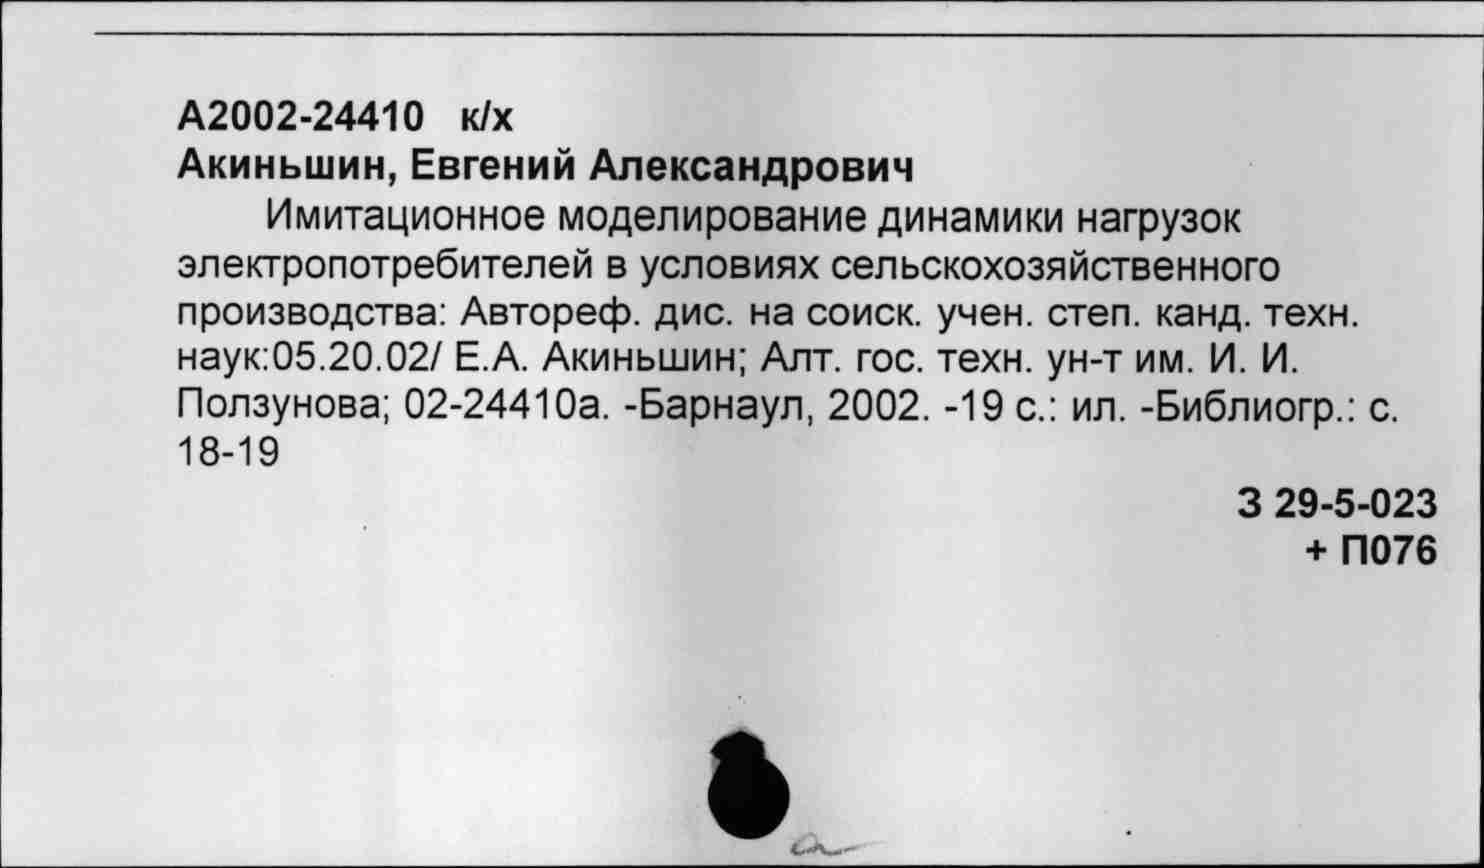 А2002-24410 к/х
Акиньшин, Евгений Александрович
Имитационное моделирование динамики нагрузок
электропотребителей в условиях сельскохозяйственного
производства: Автореф. дис. на соиск. учен. степ. канд. техн.
наук:05.20.02/ Е.А. Акиньшин; Алт. гос. техн. ун-т им. И. И.
Ползунова; 02-24410а. -Барнаул, 2002. -19 с.: ил. -Библиогр.: с.
18-19
З 29-5-023
+ П076